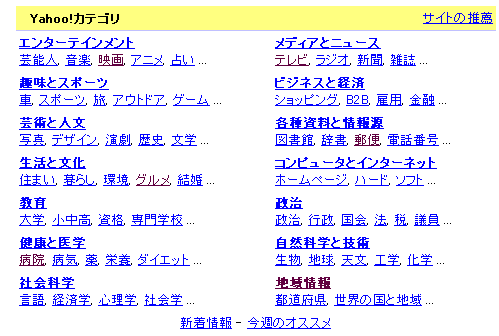 Yahoo!カテゴリ サイトの推薦
エンターテインメント
芸能人, 音楽, 映画, アニメ, 占い ...
趣味とスポーツ
車, スポーツ, 旅, アウトドア, ゲーム ...
芸術と人文
写真, デザイン, 演劇, 歴史, 文学 ...
生活と文化
住まい, 暮らし, 環境, グルメ, 結婚 ...
教育
大学, 小中高, 資格, 専門学校 ...
健康と医学
病院, 病気, 薬, 栄養, ダイエット ...
社会科学
言語, 経済学, 心理学, 社会学 ...
メディアとニュース
テレビ, ラジオ, 新聞, 雑誌 ...
ビジネスと経済
ショッピング, B2B, 雇用, 金融 ...
各種資料と情報源
図書館, 辞書, 郵便, 電話番号 ...
コンピュータとインターネット
ホームページ, ハード, ソフト ...
政治
政治, 行政, 国会, 法, 税, 議員 ...
自然科学と技術
生物, 地球, 天文, 工学, 化学 ...
地域情報
都道府県, 世界の国と地域 ...
新着情報 - 今週のオススメ